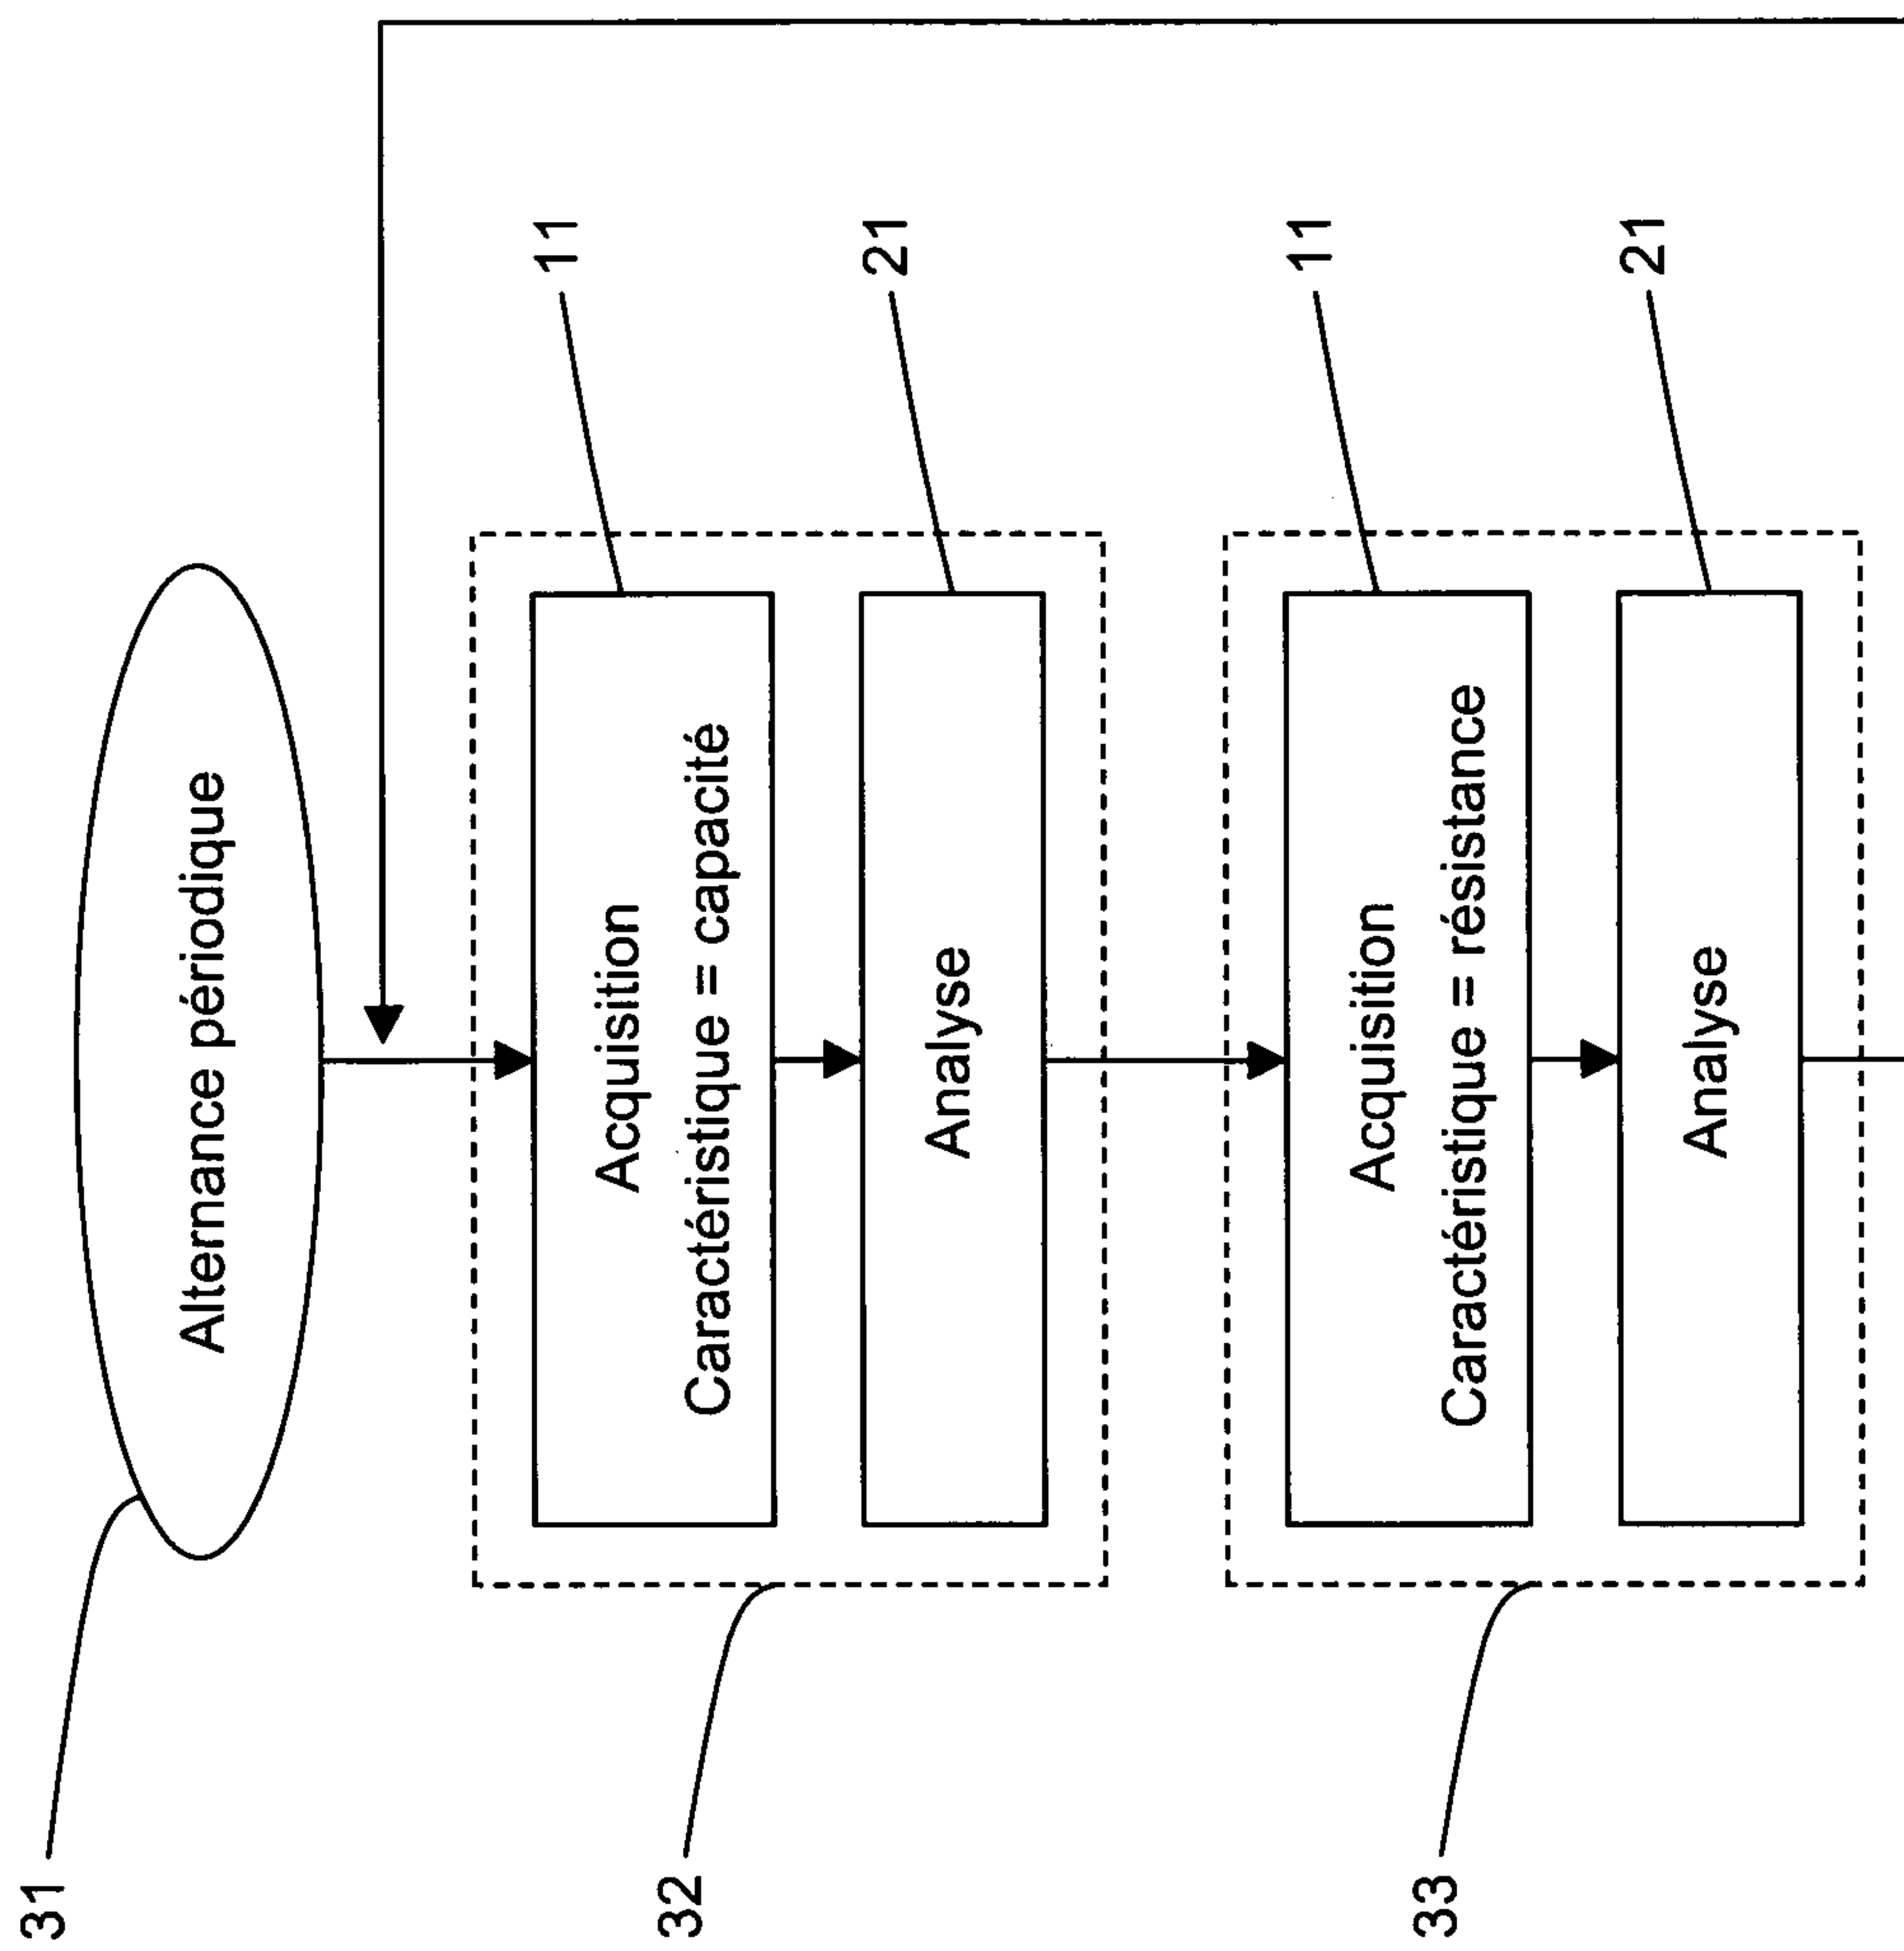 31
Alternance périodique
32
11
Acquisition
Caractéristique = capacité
21
Analyse
33
11
Acquisition
Caractéristique = résistance
21
Analyse